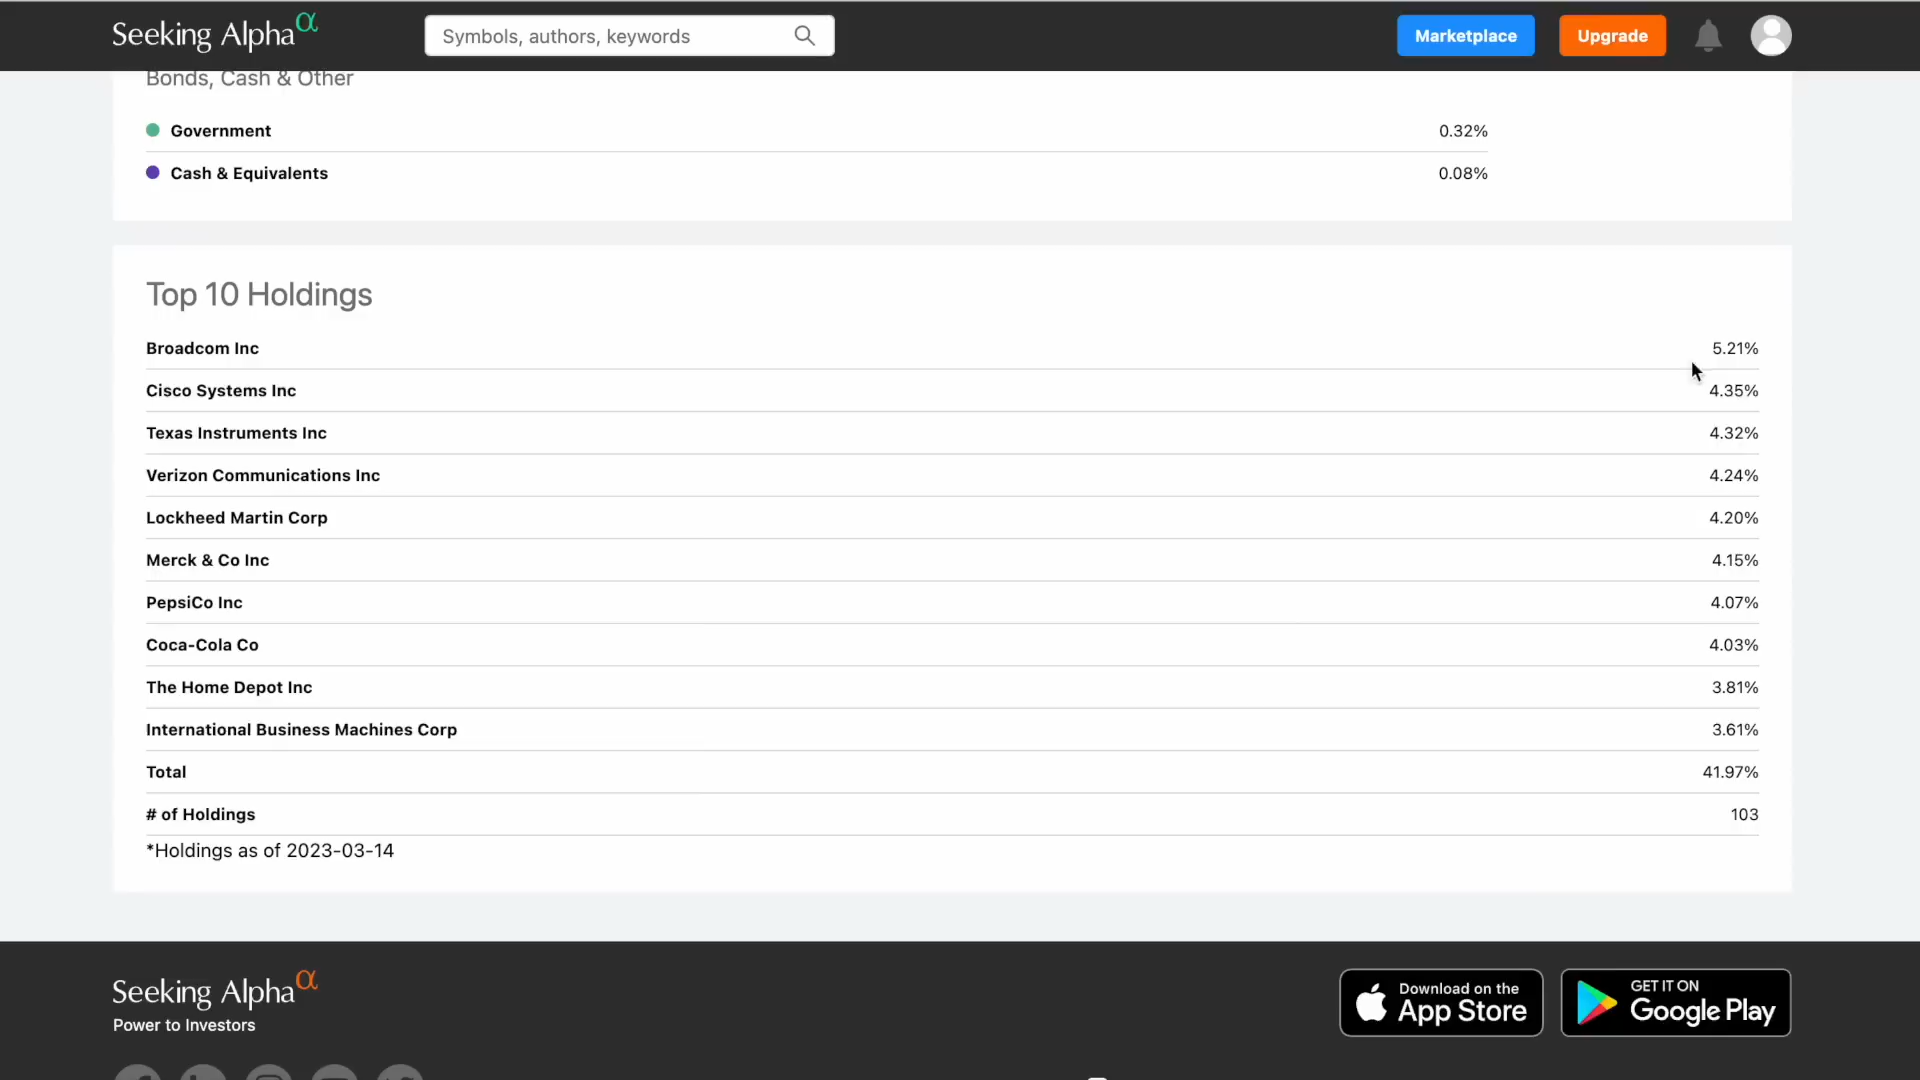 Seeking Alpha α
Symbols, authors, keywords
Marketplace
Upgrade
Bonds, Cash & Other
Government 0.32%
Cash & Equivalents 0.08%
Top 10 Holdings
Broadcom Inc 5.21%
Cisco Systems Inc 4.35%
Texas Instruments Inc 4.32%
Verizon Communications Inc 4.24%
Lockheed Martin Corp 4.20%
Merck & Co Inc 4.15%
PepsiCo Inc 4.07%
Coca-Cola Co 4.03%
The Home Depot Inc 3.81%
International Business Machines Corp 3.61%
Total 41.97%
# of Holdings 103
*Holdings as of 2023-03-14
Seeking Alpha α
Power to Investors
Download on the
App Store
GET IT ON
Google Play